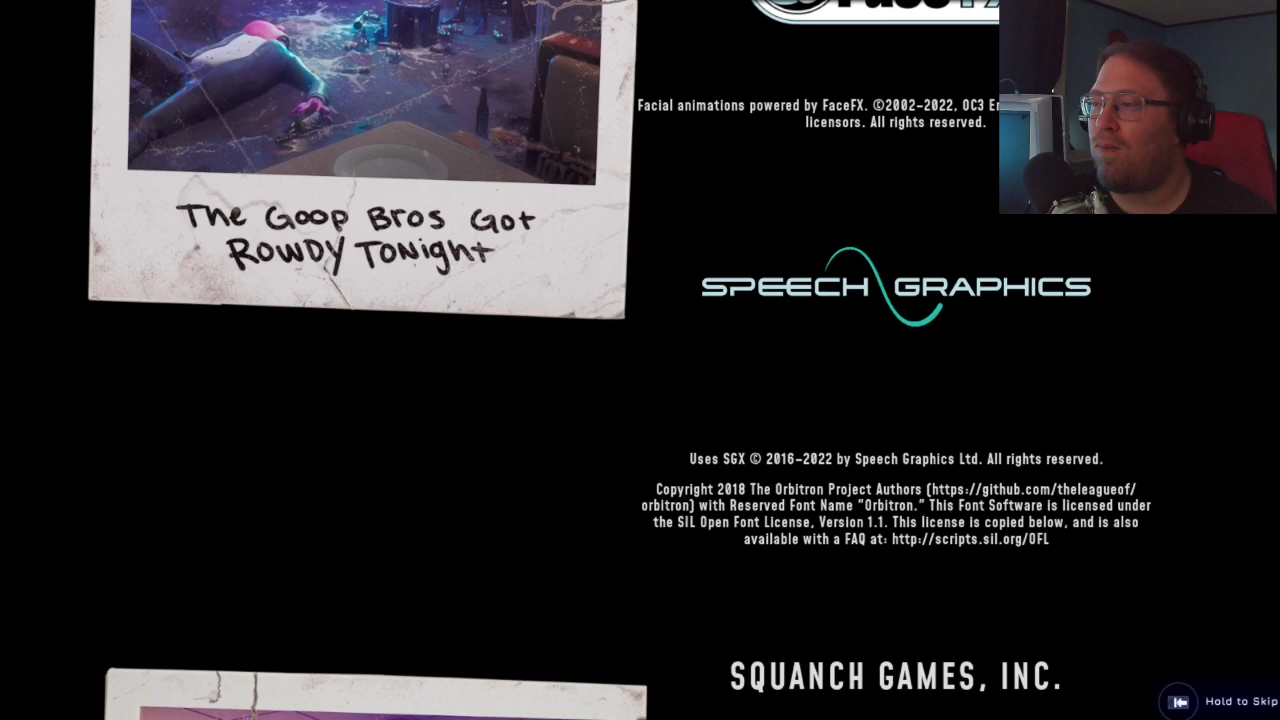 The Goop Bros Got
Rowdy Tonight
Facial animations powered by FaceFX. ©2002-2022, OC3
licensors. All rights reserved.
SPEECH GRAPHICS
Uses SGX © 2016-2022 by Speech Graphics Ltd. All rights reserved.
Copyright 2018 The Orbitron Project Authors (https://github.com/theleagueof/
orbitron) with Reserved Font Name "Orbitron." This Font Software is licensed under
the SIL Open Font License, Version 1.1. This license is copied below, and is also
available with a FAQ at: http://scripts.sil.org/OFL
SQUANCH GAMES, INC.
Hold to Skip